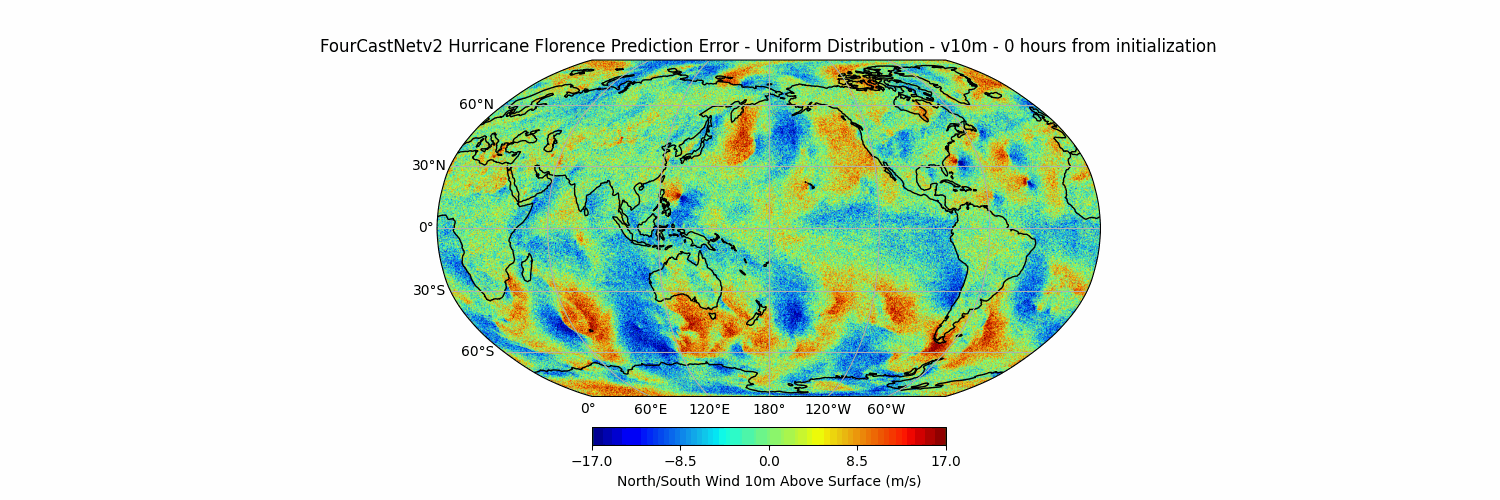 FourCastNetv2 Hurricane Florence Prediction Error - Uniform Distribution - v10m - 0 hours from initialization
60°N
30°N
0°
30°S
60°S
0° 60°E 120°E 180° 120°W 60°W
−17.0 −8.5 0.0 8.5 17.0
North/South Wind 10m Above Surface (m/s)